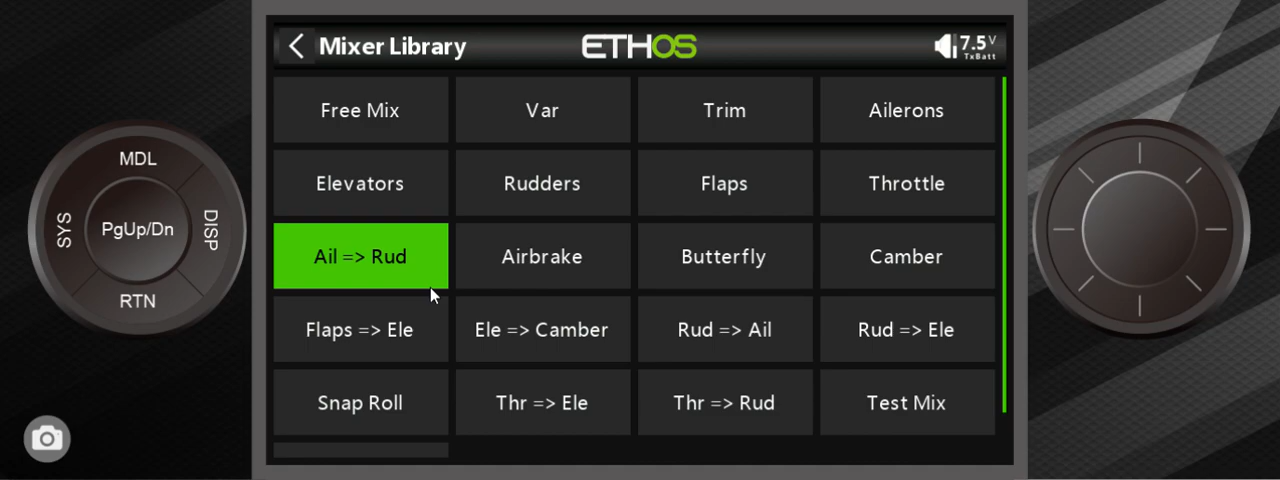 Mixer Library
ETHOS
7.5V
TxBatt
Free Mix
Var
Trim
Ailerons
Elevators
Rudders
Flaps
Throttle
Ail => Rud
Airbrake
Butterfly
Camber
Flaps => Ele
Ele => Camber
Rud => Ail
Rud => Ele
Snap Roll
Thr => Ele
Thr => Rud
Test Mix
MDL
SYS
PgUp/Dn
DISP
RTN